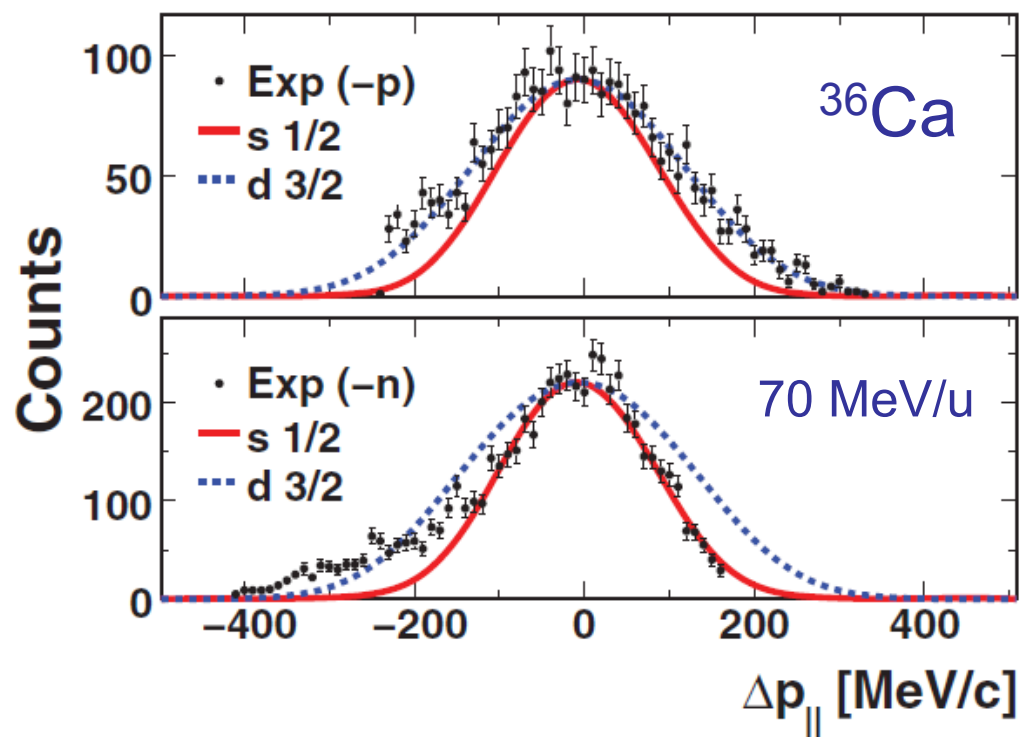 100
50
0
Exp (−p)
s 1/2
d 3/2
³⁶Ca
Counts
200
100
0
Exp (−n)
s 1/2
d 3/2
70 MeV/u
−400 −200 0 200 400
Δp|| [MeV/c]